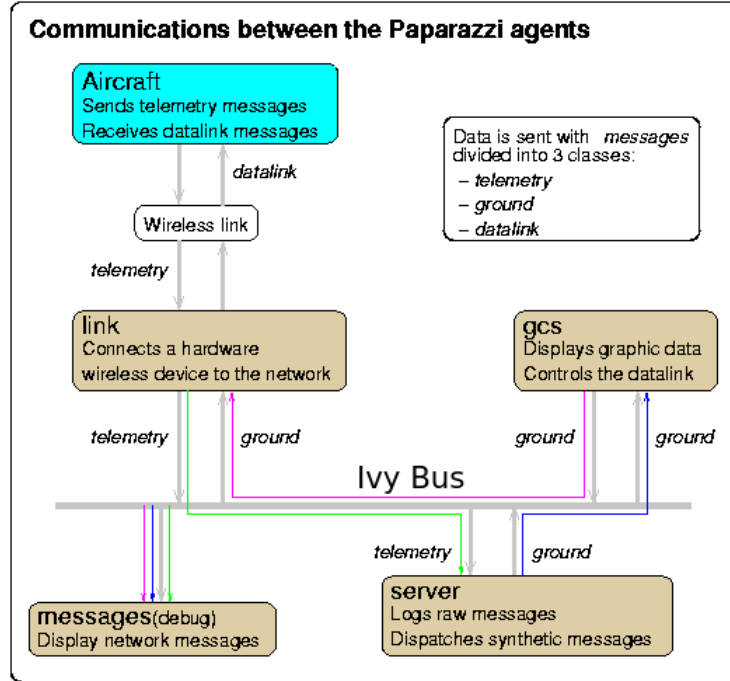 Communications between the Paparazzi agents
Aircraft
Sends telemetry messages
Receives datalink messages
Data is sent with messages
divided into 3 classes:
– telemetry
– ground
– datalink
datalink
Wireless link
telemetry
link
Connects a hardware
wireless device to the network
gcs
Displays graphic data
Controls the datalink
telemetry
ground
ground
ground
Ivy Bus
telemetry
ground
messages(debug)
Display network messages
server
Logs raw messages
Dispatches synthetic messages